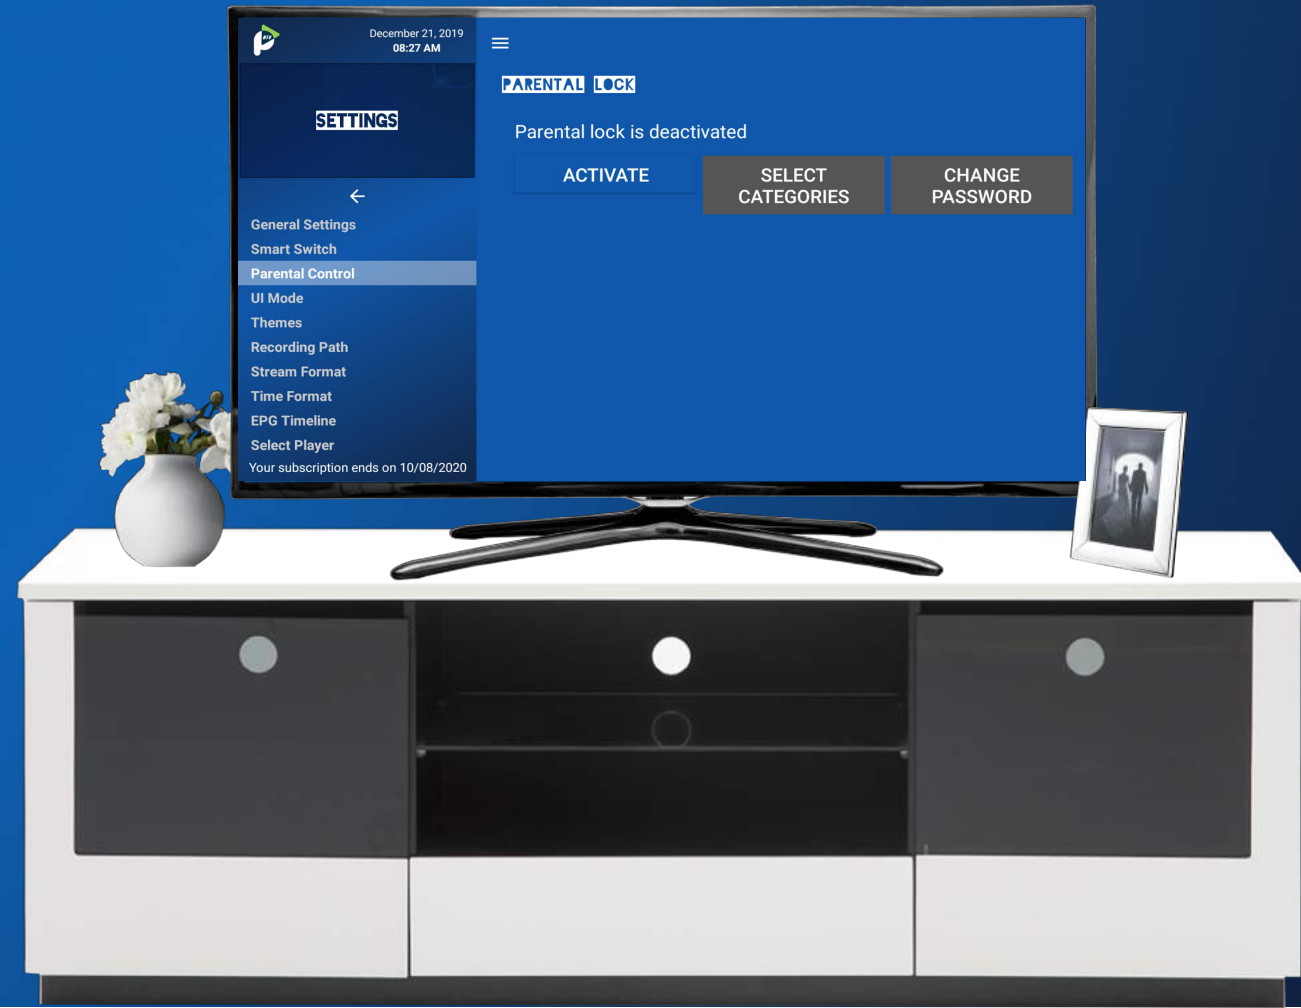 December 21, 2019
08:27 AM
SETTINGS
General Settings
Smart Switch
Parental Control
UI Mode
Themes
Recording Path
Stream Format
Time Format
EPG Timeline
Select Player
Your subscription ends on 10/08/2020
PARENTAL LOCK
Parental lock is deactivated
ACTIVATE
SELECT
CATEGORIES
CHANGE
PASSWORD